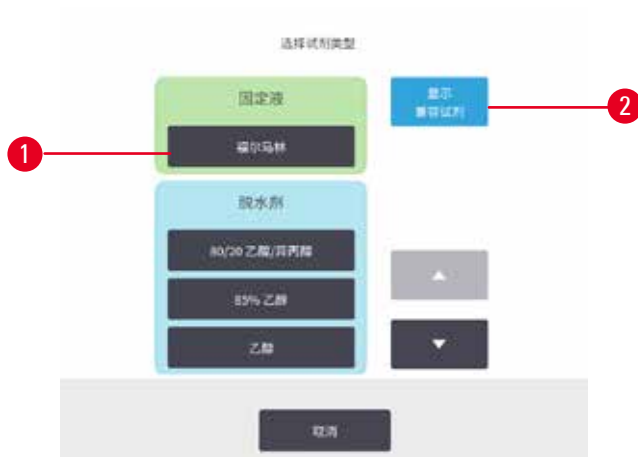 选择试剂类型
固定液
显示
兼容试剂
2
福尔马林
1
脱水剂
80/20 乙醇/异丙醇
85% 乙醇
乙醇
取消